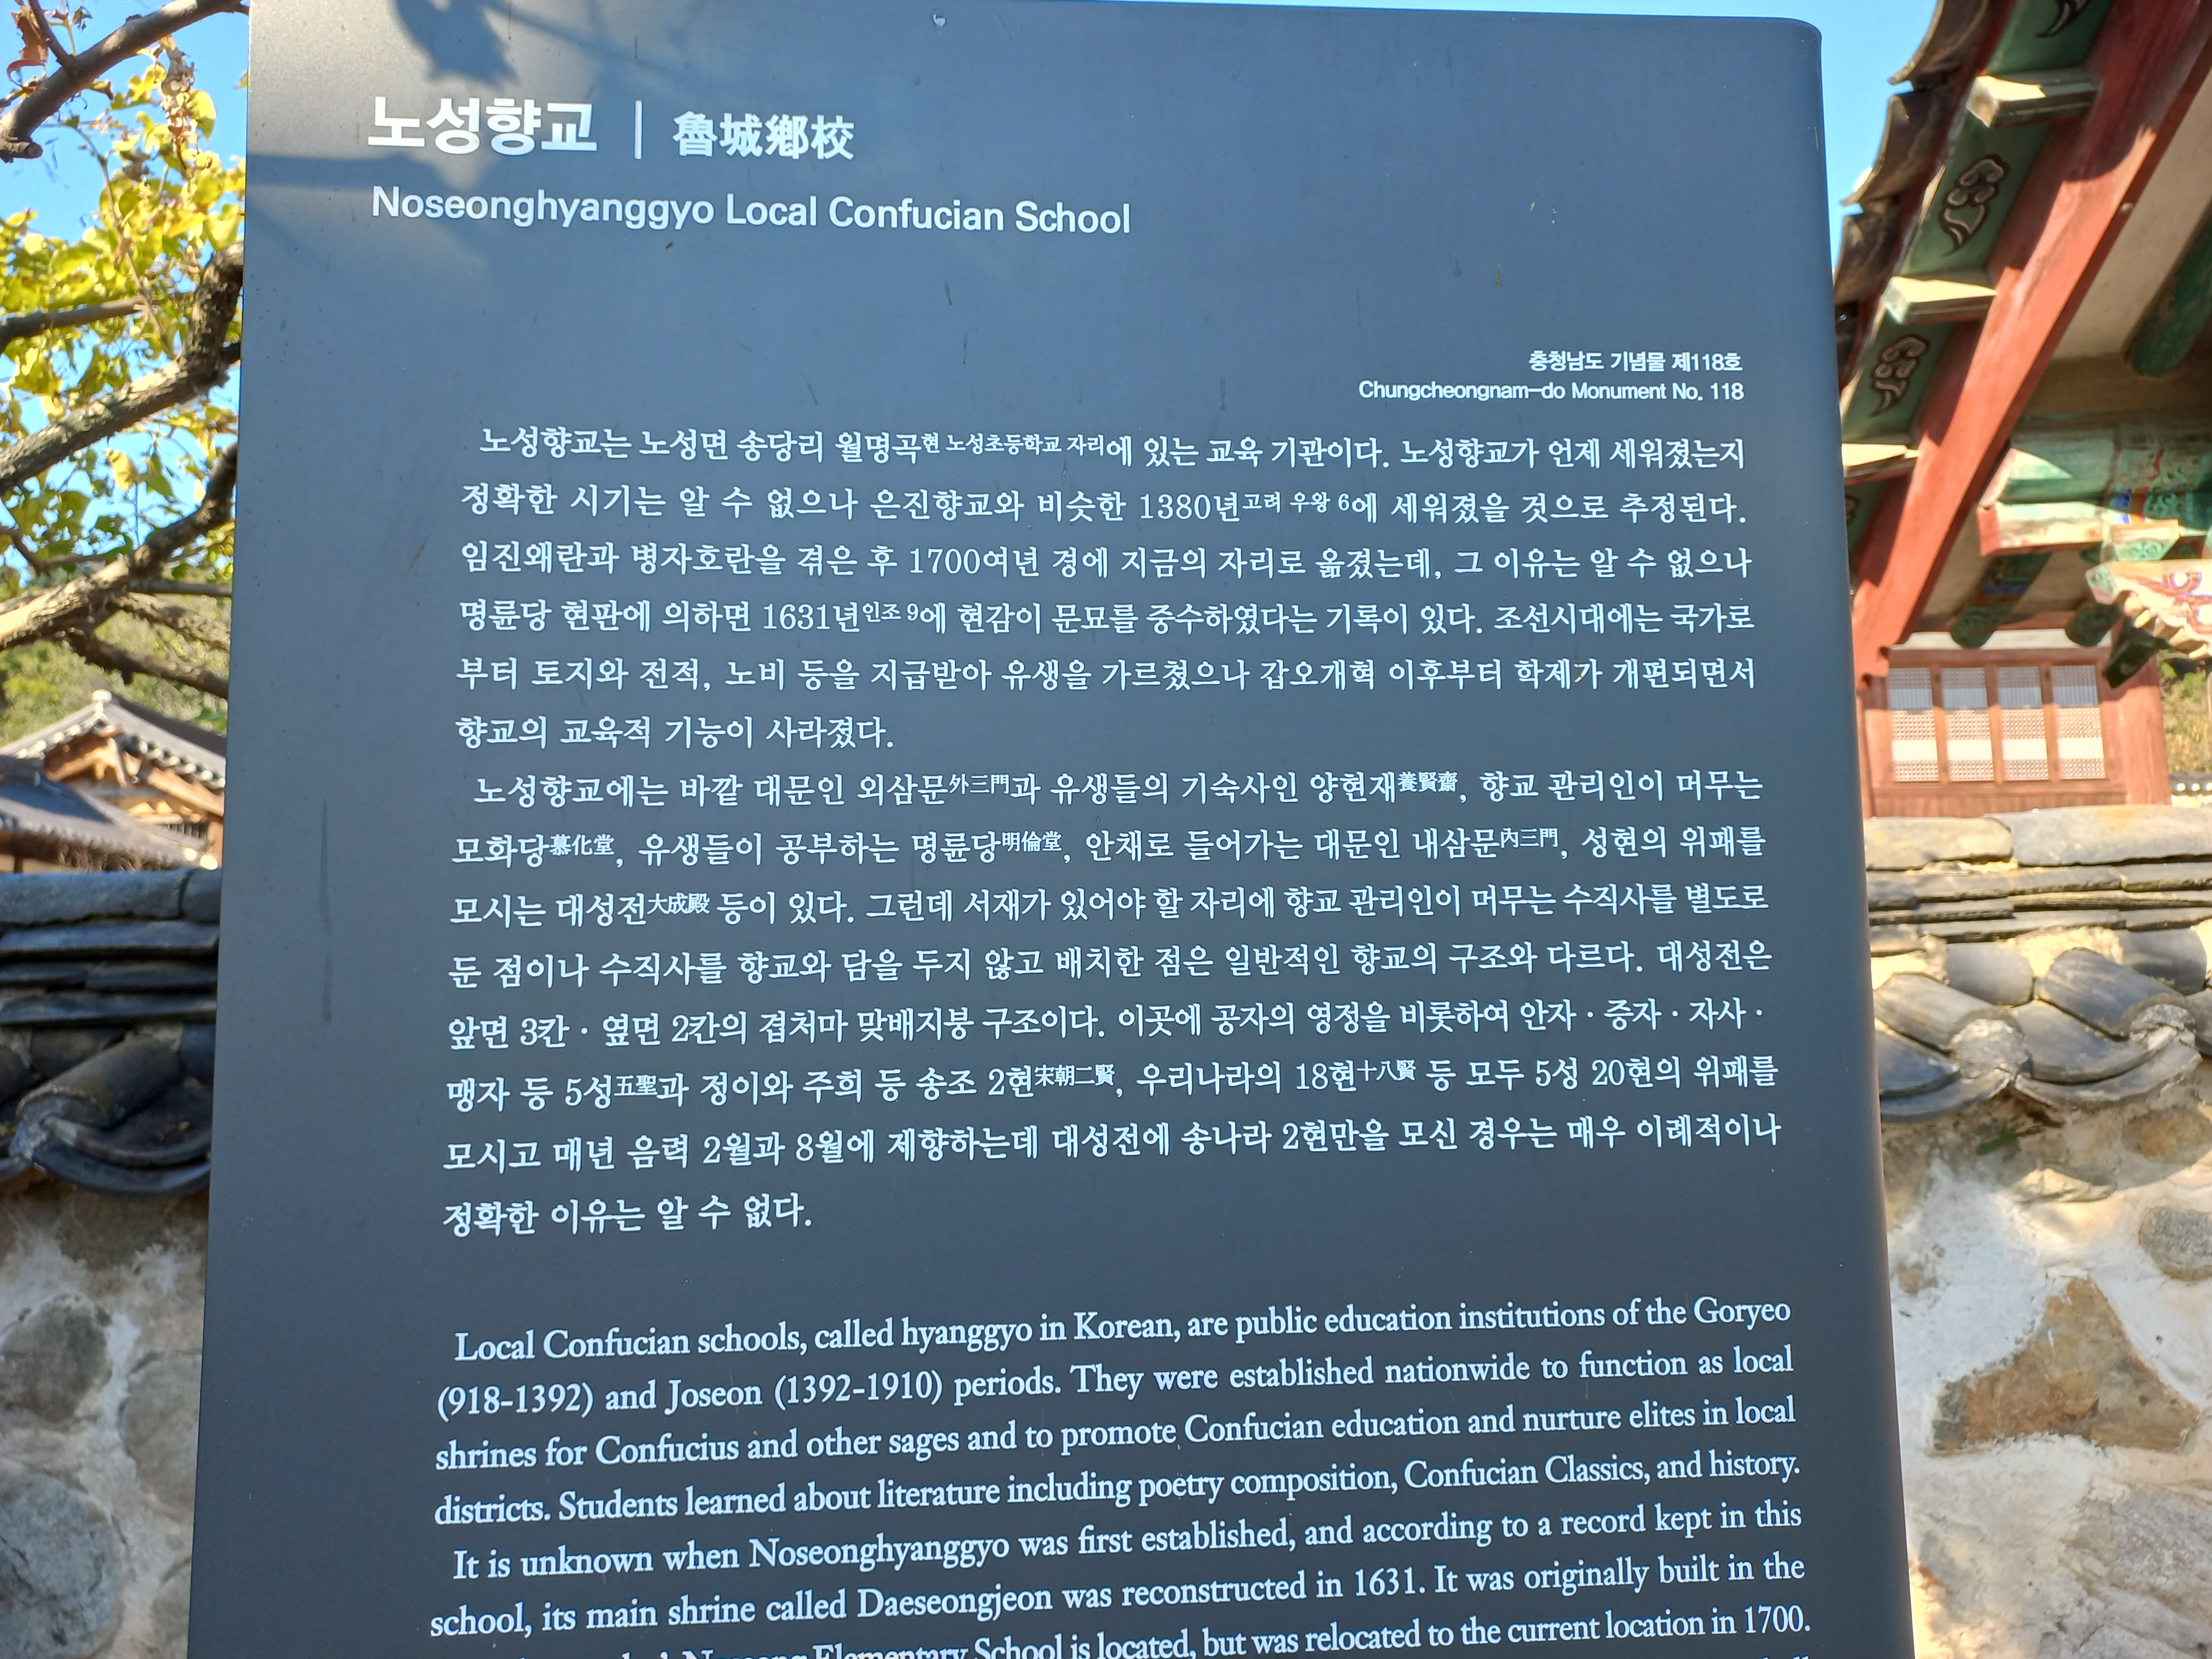 노성향교 | 魯城鄕校
Noseonghyanggyo Local Confucian School
충청남도 기념물 제118호
Chungcheongnam-do Monument No. 118
노성향교는 노성면 송당리 월명곡현 노성초등학교 자리에 있는 교육 기관이다. 노성향교가 언제 세워졌는지
정확한 시기는 알 수 없으나 은진향교와 비슷한 1380년고려 우왕 6에 세워졌을 것으로 추정된다.
임진왜란과 병자호란을 겪은 후 1700여년 경에 지금의 자리로 옮겼는데, 그 이유는 알 수 없으나
명륜당 현판에 의하면 1631년인조 9에 현감이 문묘를 중수하였다는 기록이 있다. 조선시대에는 국가로
부터 토지와 전적, 노비 등을 지급받아 유생을 가르쳤으나 갑오개혁 이후부터 학제가 개편되면서
향교의 교육적 기능이 사라졌다.
노성향교에는 바깥 대문인 외삼문外三門과 유생들의 기숙사인 양현재養賢齋, 향교 관리인이 머무는
모화당慕化堂, 유생들이 공부하는 명륜당明倫堂, 안채로 들어가는 대문인 내삼문內三門, 성현의 위패를
모시는 대성전大成殿 등이 있다. 그런데 서재가 있어야 할 자리에 향교 관리인이 머무는 수직사를 별도로
둔 점이나 수직사를 향교와 담을 두지 않고 배치한 점은 일반적인 향교의 구조와 다르다. 대성전은
앞면 3칸 · 옆면 2칸의 겹처마 맞배지붕 구조이다. 이곳에 공자의 영정을 비롯하여 안자 · 증자 · 자사 ·
맹자 등 5성五聖과 정이와 주희 등 송조 2현宋朝二賢, 우리나라의 18현十八賢 등 모두 5성 20현의 위패를
모시고 매년 음력 2월과 8월에 제향하는데 대성전에 송나라 2현만을 모신 경우는 매우 이례적이나
정확한 이유는 알 수 없다.
Local Confucian schools, called hyanggyo in Korean, are public education institutions of the Goryeo
(918-1392) and Joseon (1392-1910) periods. They were established nationwide to function as local
shrines for Confucius and other sages and to promote Confucian education and nurture elites in local
districts. Students learned about literature including poetry composition, Confucian Classics, and history.
It is unknown when Noseonghyanggyo was first established, and according to a record kept in this
school, its main shrine called Daeseongjeon was reconstructed in 1631. It was originally built in the
Elementary School is located, but was relocated to the current location in 1700.